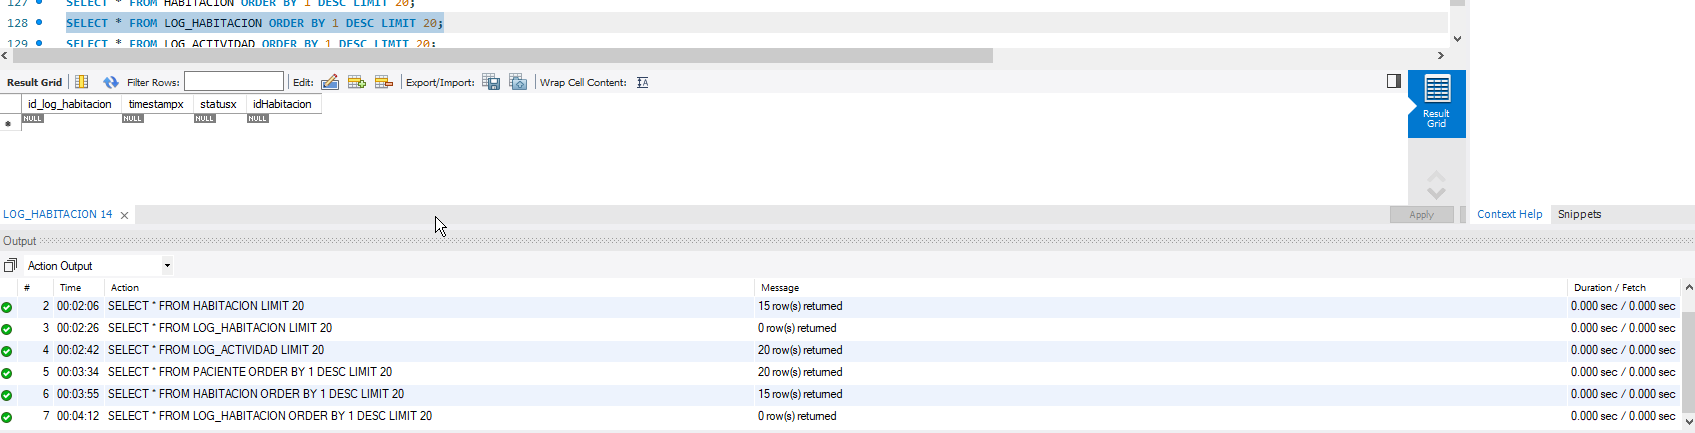 127 SELECT * FROM HABITACION ORDER BY 1 DESC LIMIT 20;
128 SELECT * FROM LOG_HABITACION ORDER BY 1 DESC LIMIT 20;
129 SELECT * FROM LOG_ACTIVIDAD ORDER BY 1 DESC LIMIT 20;
Result Grid Filter Rows: Edit: Export/Import: Wrap Cell Content:
id_log_habitacion timestampx statusx idHabitacion
NULL NULL NULL NULL
Result
Grid
LOG_HABITACION 14 Apply Context Help Snippets
Output
Action Output
# Time Action Message Duration / Fetch
2 00:02:06 SELECT * FROM HABITACION LIMIT 20 15 row(s) returned 0.000 sec / 0.000 sec
3 00:02:26 SELECT * FROM LOG_HABITACION LIMIT 20 0 row(s) returned 0.000 sec / 0.000 sec
4 00:02:42 SELECT * FROM LOG_ACTIVIDAD LIMIT 20 20 row(s) returned 0.000 sec / 0.000 sec
5 00:03:34 SELECT * FROM PACIENTE ORDER BY 1 DESC LIMIT 20 20 row(s) returned 0.000 sec / 0.000 sec
6 00:03:55 SELECT * FROM HABITACION ORDER BY 1 DESC LIMIT 20 15 row(s) returned 0.000 sec / 0.000 sec
7 00:04:12 SELECT * FROM LOG_HABITACION ORDER BY 1 DESC LIMIT 20 0 row(s) returned 0.000 sec / 0.000 sec